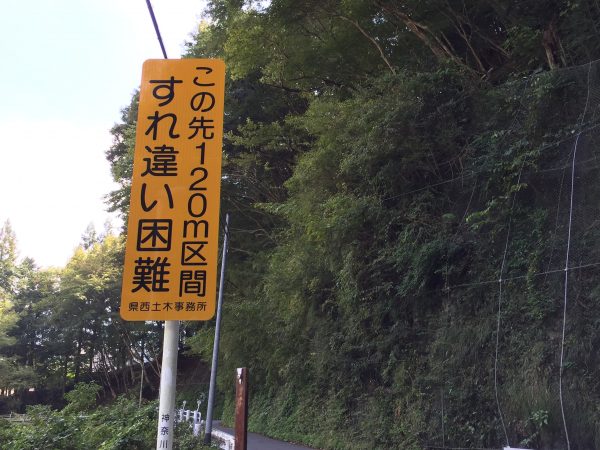 この先120m区間
すれ違い困難
県西土木事務所
神奈川